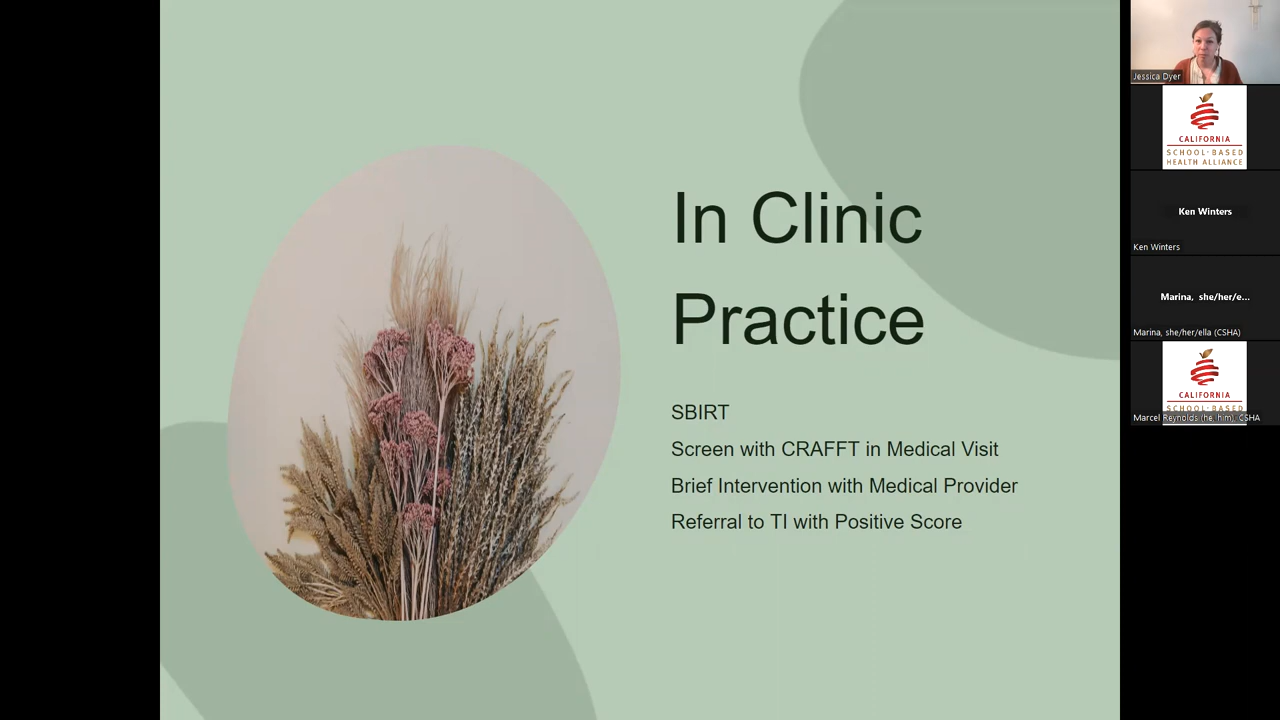 In Clinic
Practice
SBIRT
Screen with CRAFFT in Medical Visit
Brief Intervention with Medical Provider
Referral to TI with Positive Score
Jessica Dyer
CALIFORNIA
SCHOOL-BASED
HEALTH ALLIANCE
Ken Winters
Ken Winters
Marina, she/her/e...
Marina, she/her/ella (CSHA)
CALIFORNIA
SCHOOL-BASED
Marcel Reynolds (he, him), CSHA